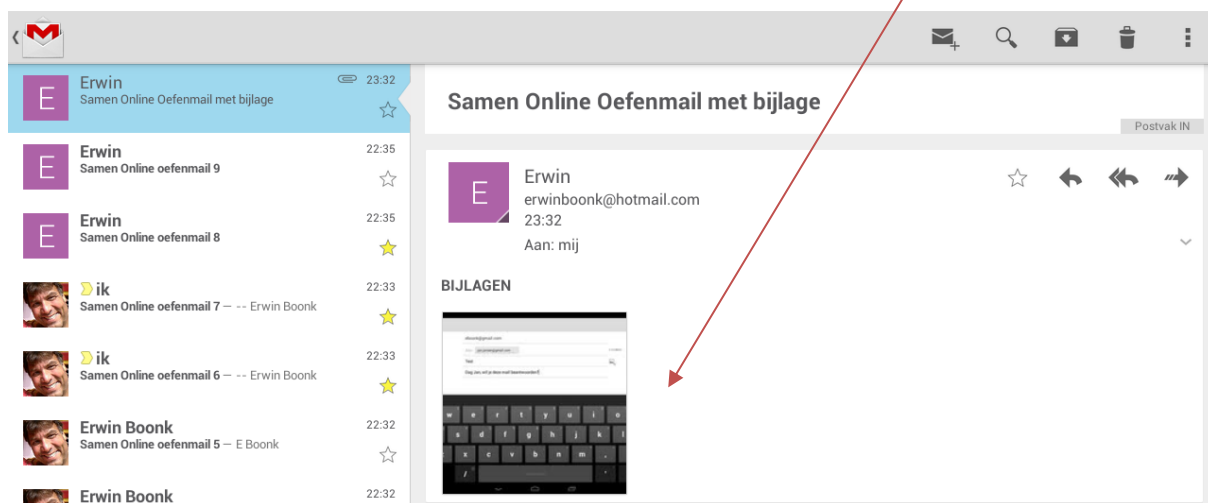 Erwin
23:32
Samen Online Oefenmail met bijlage
Erwin
22:35
Samen Online oefenmail 9
Erwin
22:35
Samen Online oefenmail 8
ik
22:33
Samen Online oefenmail 7 – -- Erwin Boonk
ik
22:33
Samen Online oefenmail 6 – -- Erwin Boonk
Erwin Boonk
22:32
Samen Online oefenmail 5 – E Boonk
Erwin Boonk
22:32
E
E
E
Samen Online Oefenmail met bijlage
Postvak IN
E
Erwin
erwinboonk@hotmail.com
23:32
Aan: mij
BIJLAGEN
Test
w e r t y u i o
s d f g h j k l
x c v b n m ,
/